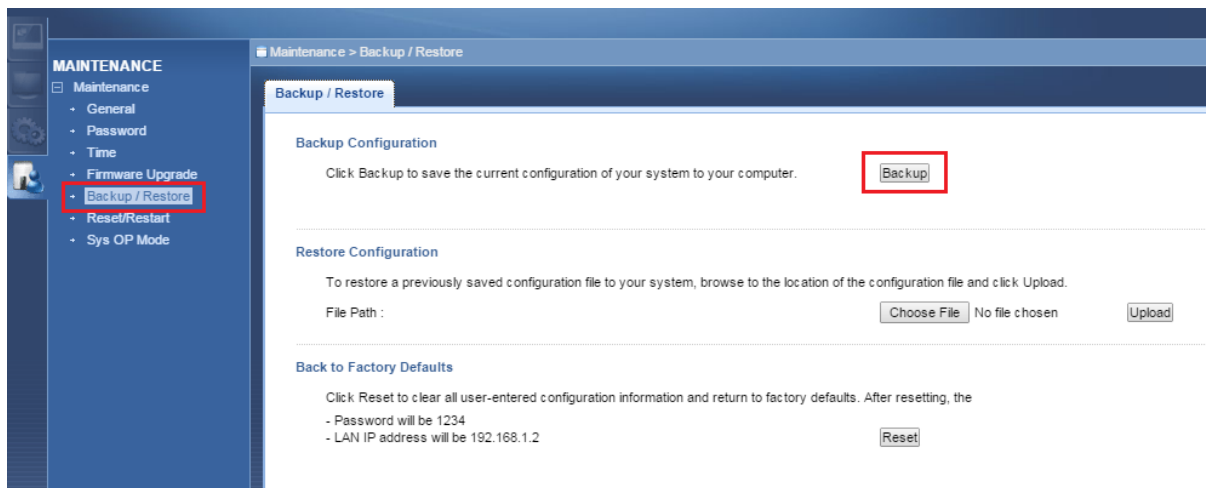 Maintenance > Backup / Restore
MAINTENANCE
Maintenance
General
Password
Time
Firmware Upgrade
Backup / Restore
Reset/Restart
Sys OP Mode
Backup / Restore
Backup Configuration
Click Backup to save the current configuration of your system to your computer. Backup
Restore Configuration
To restore a previously saved configuration file to your system, browse to the location of the configuration file and click Upload.
File Path : Choose File No file chosen Upload
Back to Factory Defaults
Click Reset to clear all user-entered configuration information and return to factory defaults. After resetting, the
- Password will be 1234
- LAN IP address will be 192.168.1.2 Reset